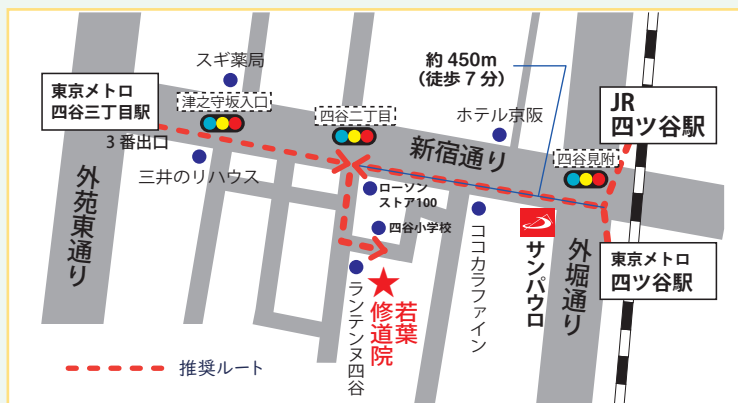 スギ薬局
約450m
(徒歩7分)
東京メトロ
四谷三丁目駅
津之守坂入口
四谷二丁目
ホテル京阪
JR
四ツ谷駅
3番出口
新宿通り
四谷見附
三井のリハウス
外苑東通り
ローソン
ストア100
四谷小学校
ココカラファイン
サンパウロ
外堀通り
東京メトロ
四ツ谷駅
ランテンヌ四谷
若葉
修道院
推奨ルート